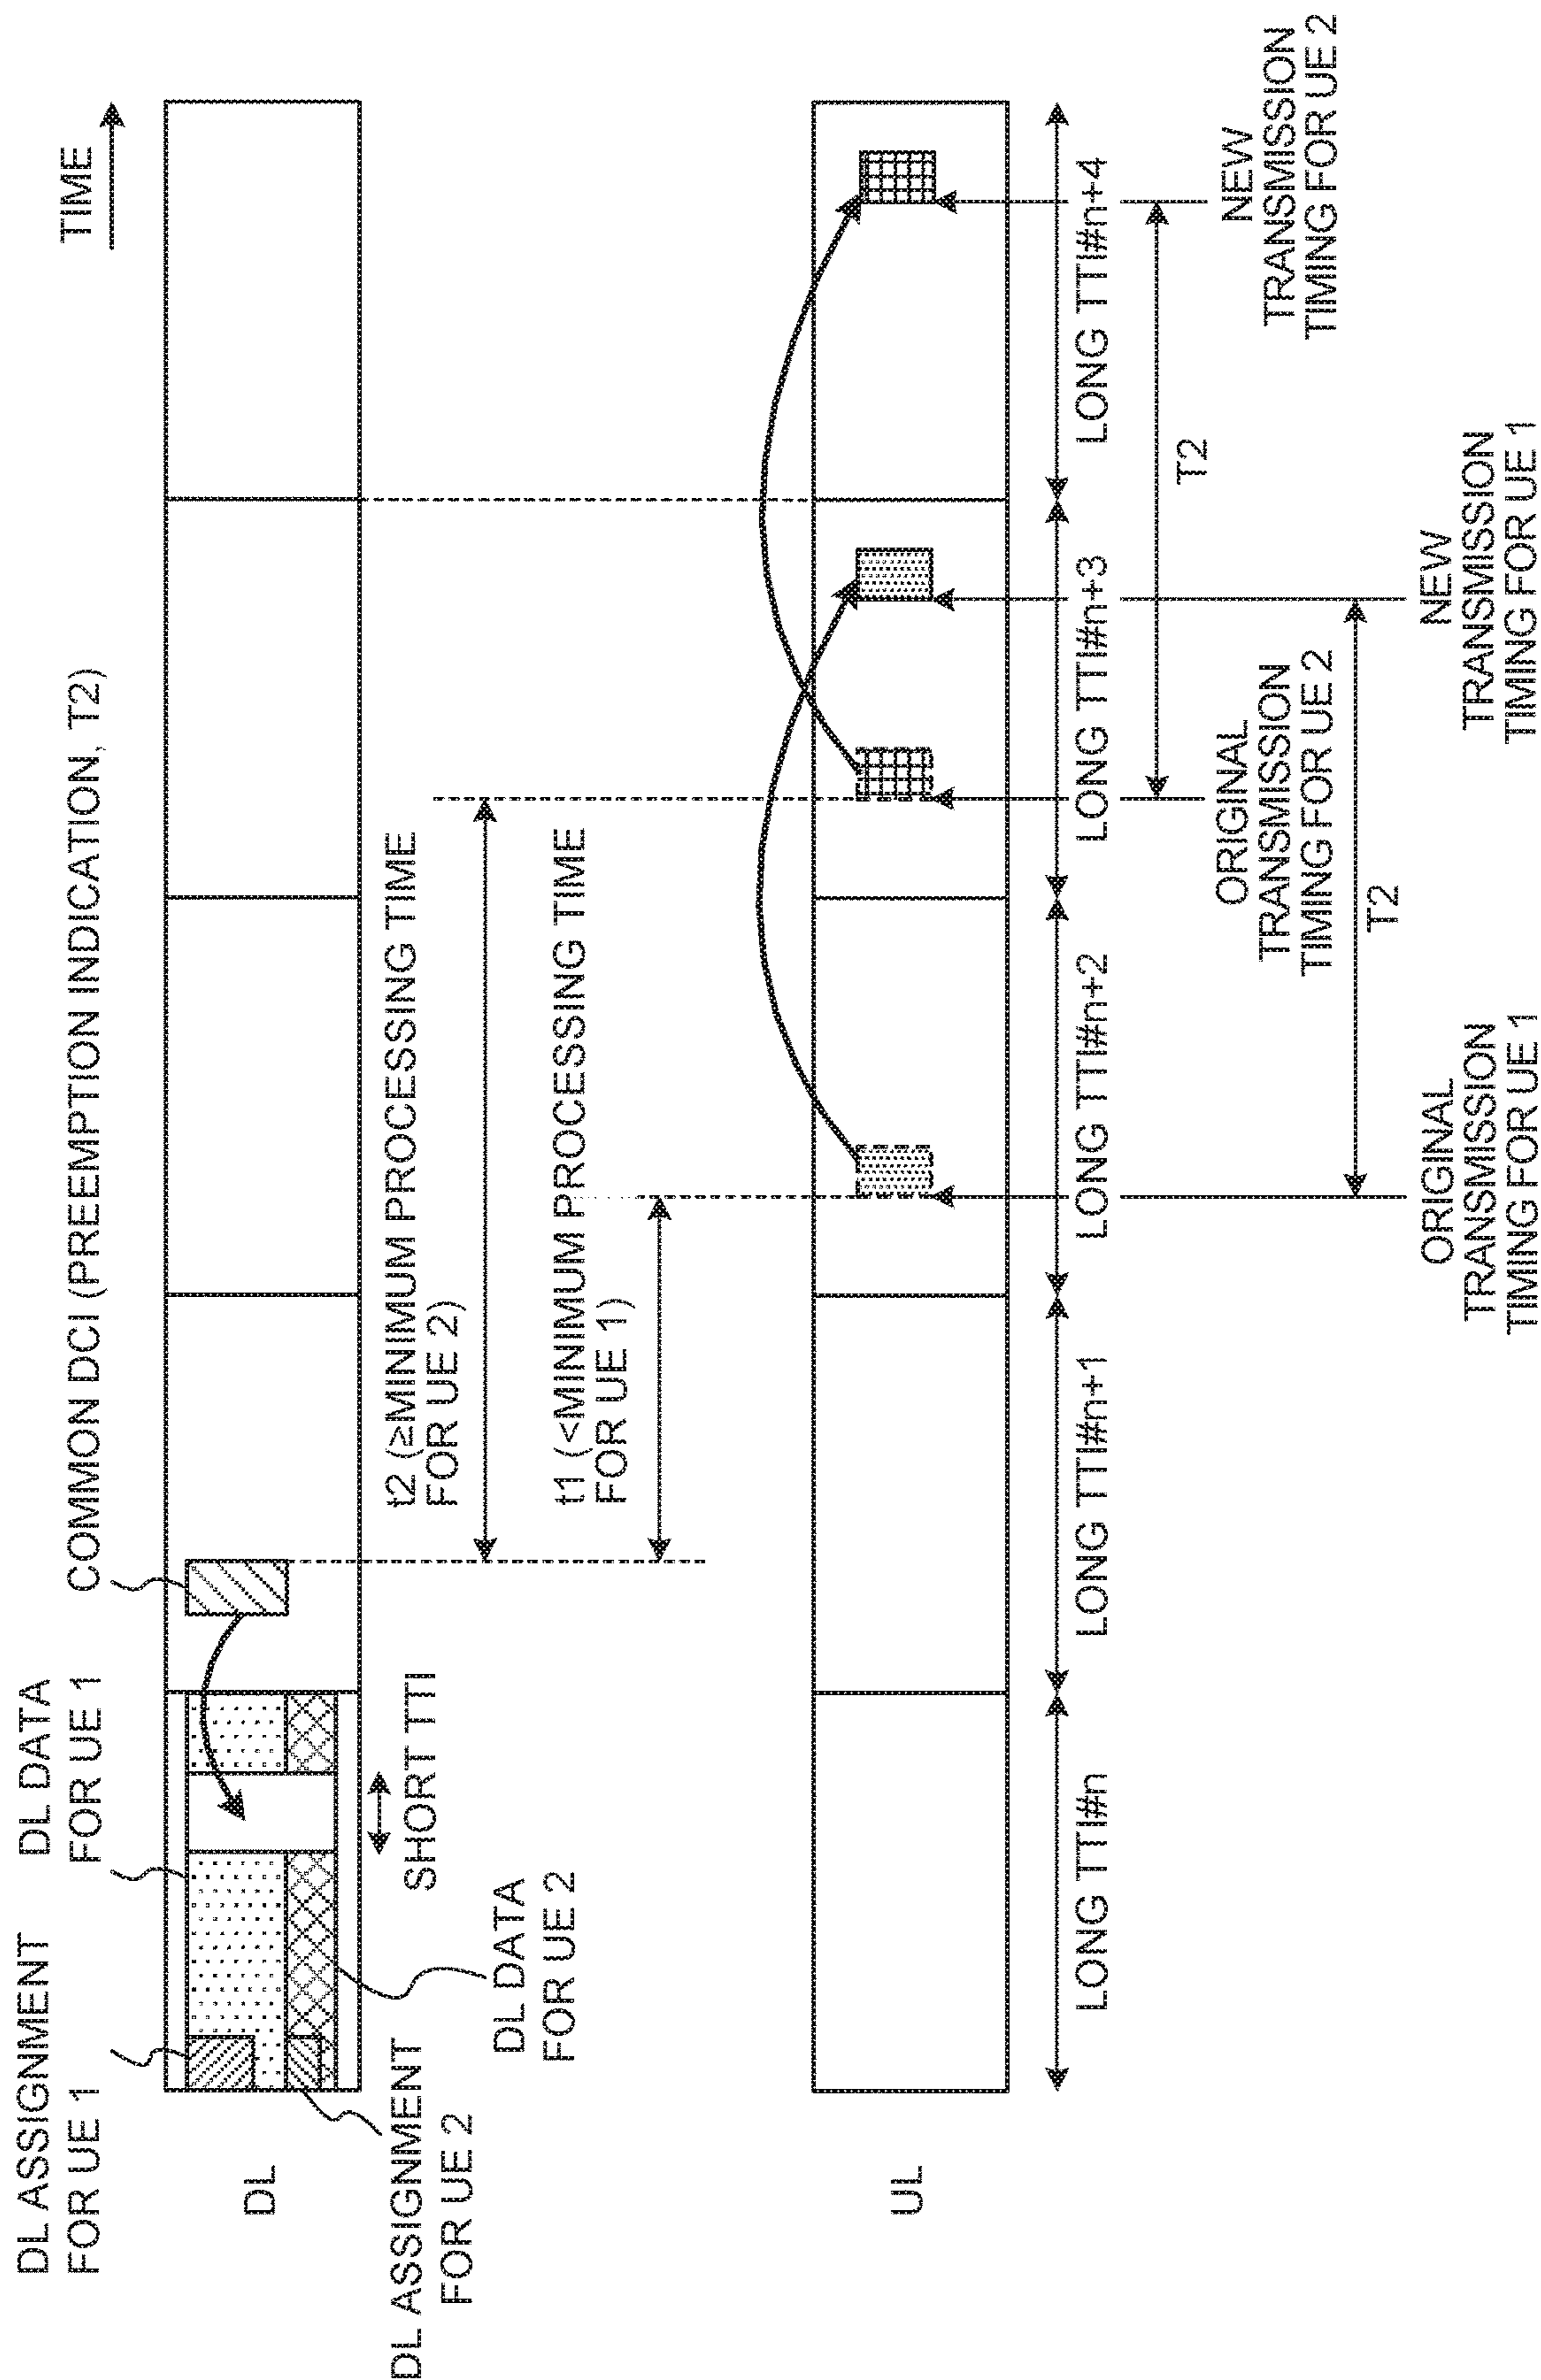 TIME
COMMON DCI (PREEMPTION INDICATION, T2)
DL ASSIGNMENT
FOR UE 1
DL DATA
FOR UE 1
DL
SHORT TTI
DL ASSIGNMENT
FOR UE 2
DL DATA
FOR UE 2
t2 (≥MINIMUM PROCESSING TIME
FOR UE 2)
t1 (<MINIMUM PROCESSING TIME
FOR UE 1)
UL
LONG TTI#n
LONG TTI#n+1
LONG TTI#n+2
LONG TTI#n+3
LONG TTI#n+4
T2
ORIGINAL
TRANSMISSION
TIMING FOR UE 2
NEW
TRANSMISSION
TIMING FOR UE 2
T2
ORIGINAL
TRANSMISSION
TIMING FOR UE 1
NEW
TRANSMISSION
TIMING FOR UE 1